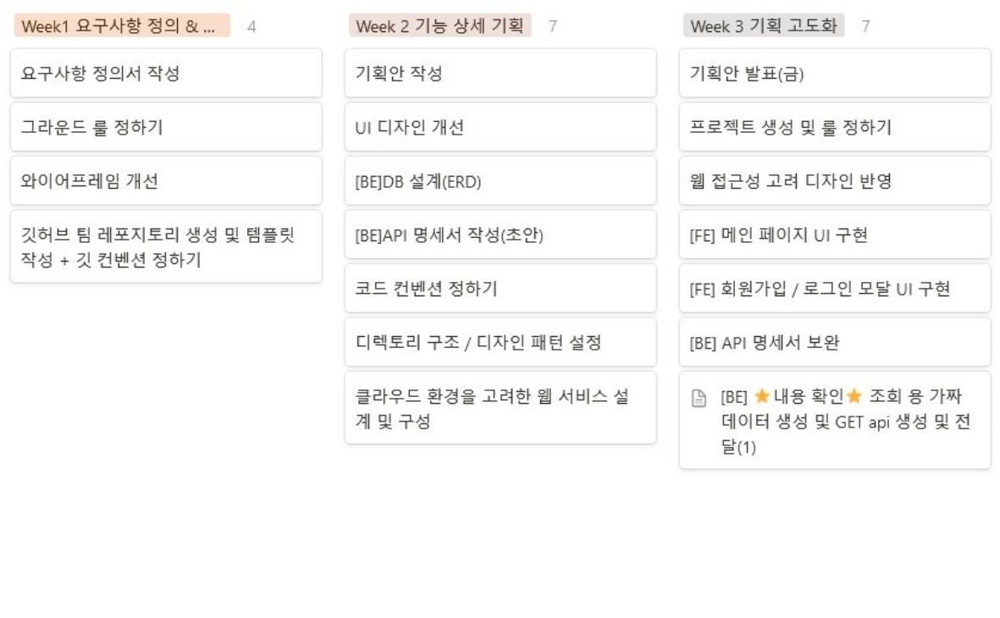 Week1 요구사항 정의 & ... 4
요구사항 정의서 작성
그라운드 룰 정하기
와이어프레임 개선
깃허브 팀 레포지토리 생성 및 템플릿
작성 + 깃 컨벤션 정하기
Week 2 기능 상세 기획 7
기획안 작성
UI 디자인 개선
[BE]DB 설계(ERD)
[BE]API 명세서 작성(초안)
코드 컨벤션 정하기
디렉토리 구조 / 디자인 패턴 설정
클라우드 환경을 고려한 웹 서비스 설
계 및 구성
Week 3 기획 고도화 7
기획안 발표(금)
프로젝트 생성 및 룰 정하기
웹 접근성 고려 디자인 반영
[FE] 메인 페이지 UI 구현
[FE] 회원가입 / 로그인 모달 UI 구현
[BE] API 명세서 보완
[BE] ⭐내용 확인⭐ 조회 용 가짜
데이터 생성 및 GET api 생성 및 전
달(1)